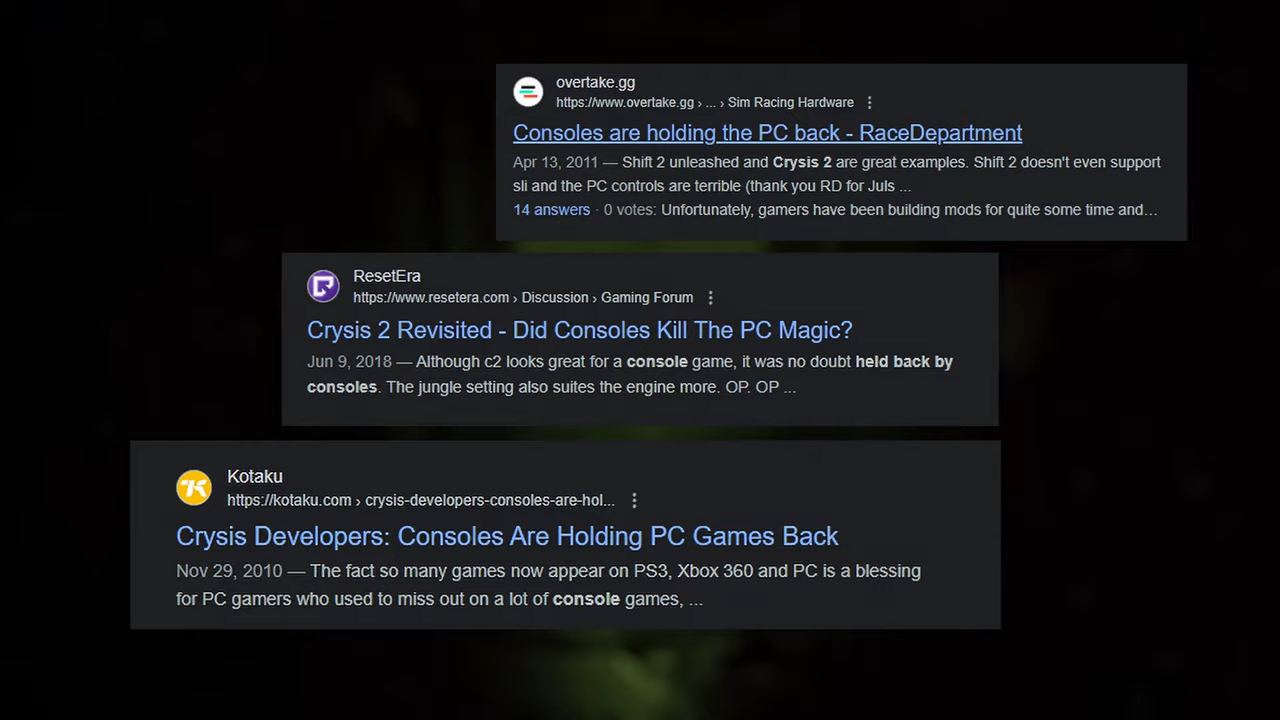 overtake.gg
https://www.overtake.gg › ... › Sim Racing Hardware
Consoles are holding the PC back - RaceDepartment
Apr 13, 2011 — Shift 2 unleashed and Crysis 2 are great examples. Shift 2 doesn't even support
sli and the PC controls are terrible (thank you RD for Juls ...
14 answers · 0 votes: Unfortunately, gamers have been building mods for quite some time and...
ResetEra
https://www.resetera.com › Discussion › Gaming Forum
Crysis 2 Revisited - Did Consoles Kill The PC Magic?
Jun 9, 2018 — Although c2 looks great for a console game, it was no doubt held back by
consoles. The jungle setting also suites the engine more. OP. OP ...
Kotaku
https://kotaku.com › crysis-developers-consoles-are-hol...
Crysis Developers: Consoles Are Holding PC Games Back
Nov 29, 2010 — The fact so many games now appear on PS3, Xbox 360 and PC is a blessing
for PC gamers who used to miss out on a lot of console games, ...